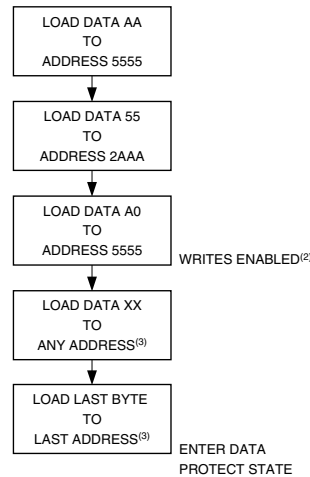 LOAD DATA AA
TO
ADDRESS 5555
LOAD DATA 55
TO
ADDRESS 2AAA
LOAD DATA A0
TO
ADDRESS 5555
WRITES ENABLED(2)
LOAD DATA XX
TO
ANY ADDRESS(3)
LOAD LAST BYTE
TO
LAST ADDRESS(3)
ENTER DATA
PROTECT STATE